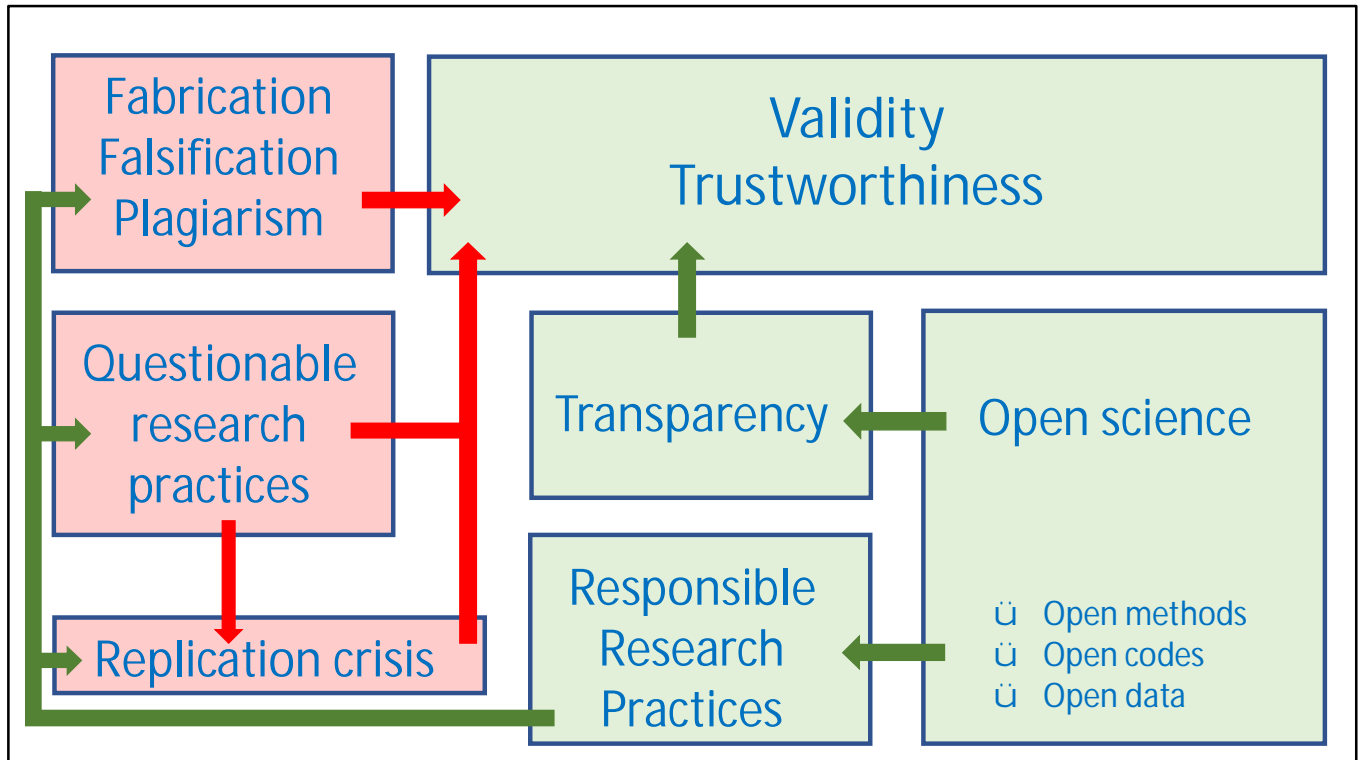 Fabrication
Falsification
Plagiarism
Validity
Trustworthiness
Questionable
research
practices
Transparency
Open science
Replication crisis
Responsible
Research
Practices
ü Open methods
ü Open codes
ü Open data